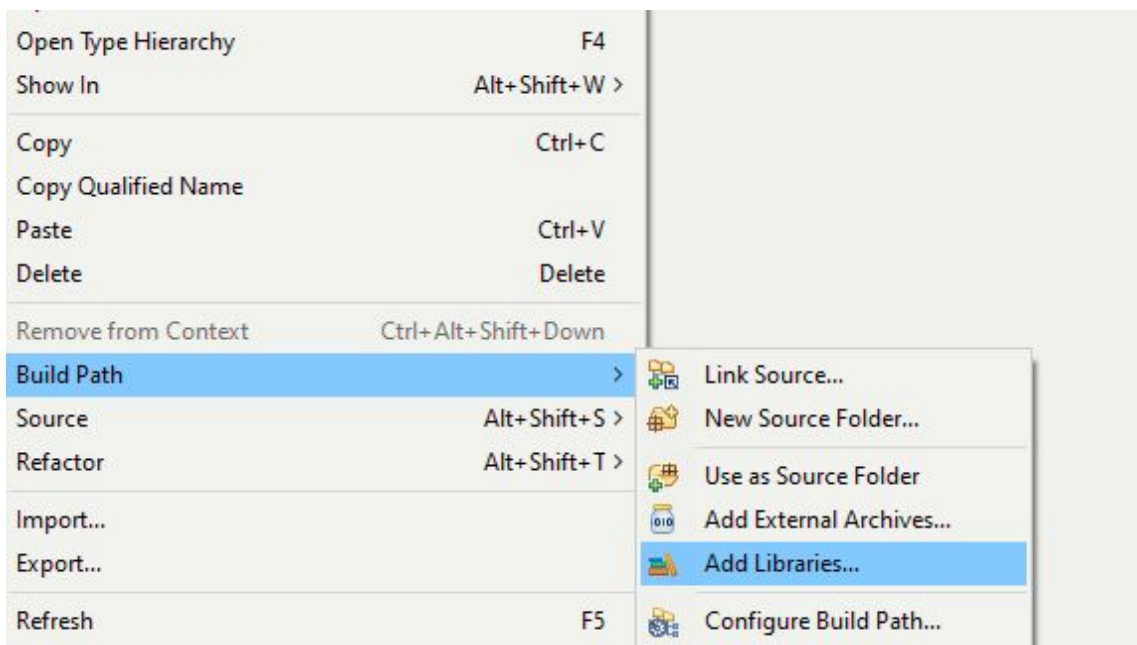 Open Type Hierarchy F4
Show In Alt+Shift+W >
Copy Ctrl+C
Copy Qualified Name
Paste Ctrl+V
Delete Delete
Remove from Context Ctrl+Alt+Shift+Down
Build Path >
Source Alt+Shift+S >
Refactor Alt+Shift+T >
Import...
Export...
Refresh F5
Link Source...
New Source Folder...
Use as Source Folder
Add External Archives...
Add Libraries...
Configure Build Path...